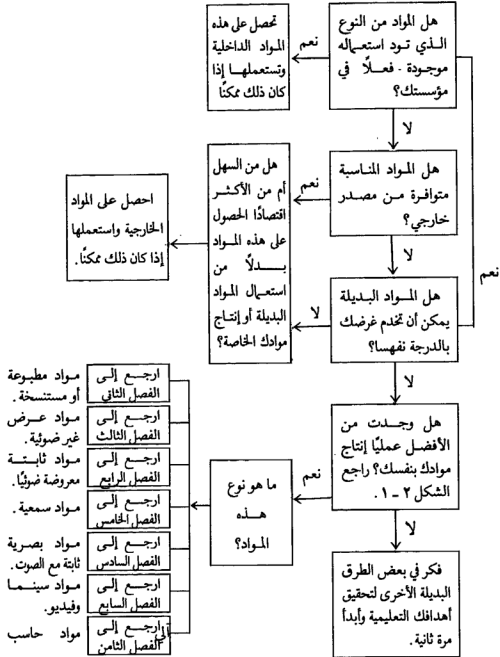 هل المواد من النوع
الذي تود استعماله
موجودة - فعلًا في
مؤسستك؟
نعم
تحصل على هذه
المواد الداخلية
وتستعملها إذا
كان ذلك ممكنًا
لا
هل المواد المناسبة
متوافرة من مصدر
خارجي؟
نعم
هل من السهل
أم من الأكثر
اقتصادًا الحصول
على هذه المواد
بدلًا من
استعمال المواد
البديلة أو إنتاج
موادك الخاصة؟
احصل على المواد
الخارجية واستعملها
إذا كان ذلك ممكنًا.
لا
نعم
هل المواد البديلة
يمكن أن تخدم غرضك
بالدرجة نفسها؟
لا
لا
هل وجدت من
الأفضل عمليًا إنتاج
موادك بنفسك؟ راجع
الشكل ٢ - ١.
نعم
ما هو نوع
هذه
المواد؟
ارجع إلى
الفصل الثاني
مواد مطبوعة
أو مستنسخة.
ارجع إلى
الفصل الثالث
مواد عرض
غير ضوئية.
ارجع إلى
الفصل الرابع
مواد ثابتة
معروضة ضوئيًا.
ارجع إلى
الفصل الخامس
مواد سمعية.
ارجع إلى
الفصل السادس
مواد بصرية
ثابتة مع الصوت.
ارجع إلى
الفصل السابع
مواد سينما
وفيديو.
ارجع إلى
الفصل الثامن
مواد حاسب
آلي
لا
فكر في بعض الطرق
البديلة الأخرى لتحقيق
أهدافك التعليمية وأبدأ
مرة ثانية.